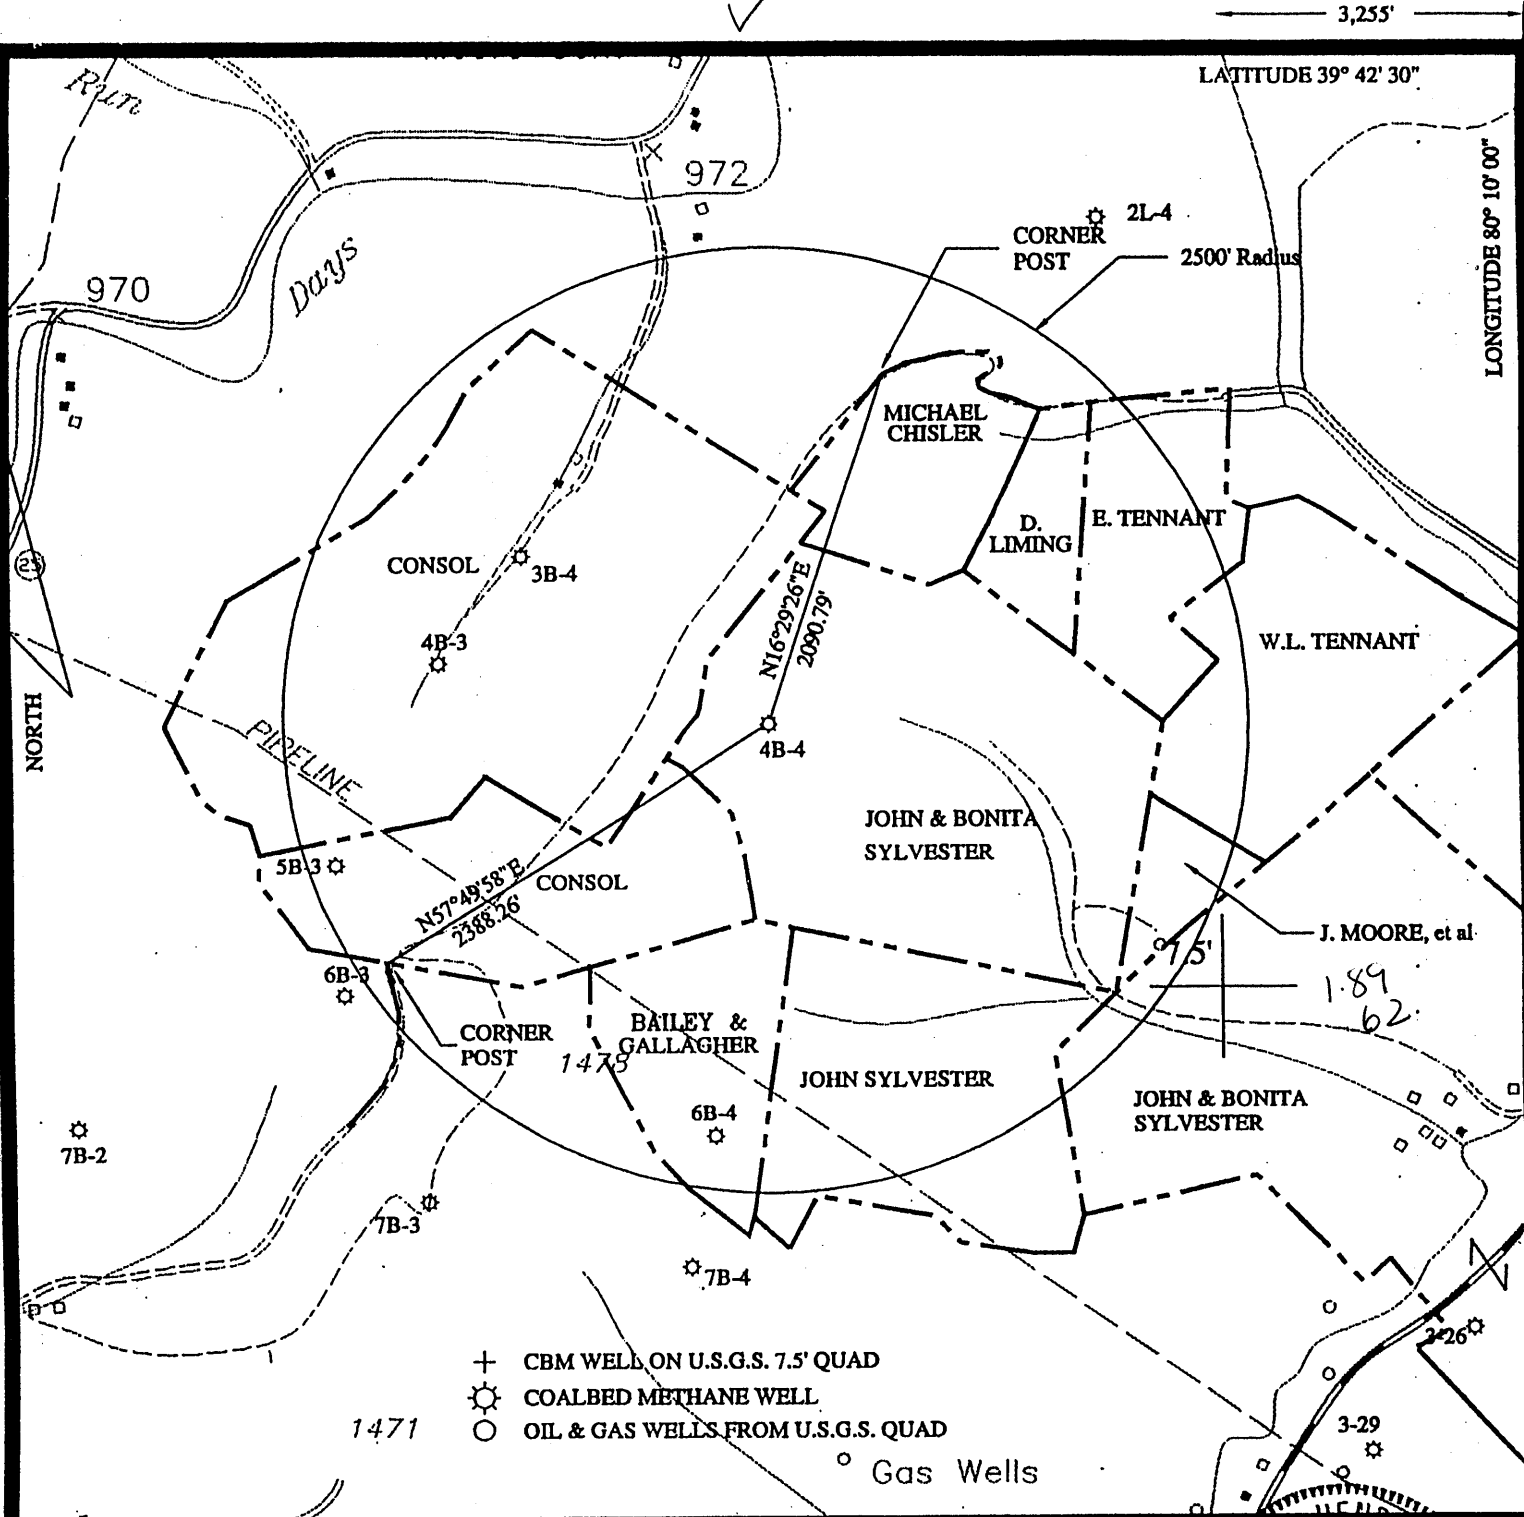 3,255'
LATITUDE 39° 42' 30"
LONGITUDE 80° 10' 00"
Run
972
2L-4
CORNER
POST
2500' Radius
Days
970
MICHAEL
CHISLER
D.
LIMING
E. TENNANT
CONSOL
3B-4
25
4B-3
N16°29'26"E
2090.79'
W.L. TENNANT
NORTH
PIPELINE
4B-4
JOHN & BONITA
SYLVESTER
5B-3
N57°49'58"E
2388.26'
CONSOL
J. MOORE, et al
7.5'
1.89
62.
6B-3
CORNER
POST
BAILEY &
GALLAGHER
1478
JOHN SYLVESTER
JOHN & BONITA
SYLVESTER
6B-4
7B-2
7B-3
7B-4
N
3-26
CBM WELL ON U.S.G.S. 7.5' QUAD
COALBED METHANE WELL
OIL & GAS WELLS FROM U.S.G.S. QUAD
1471
3-29
Gas Wells